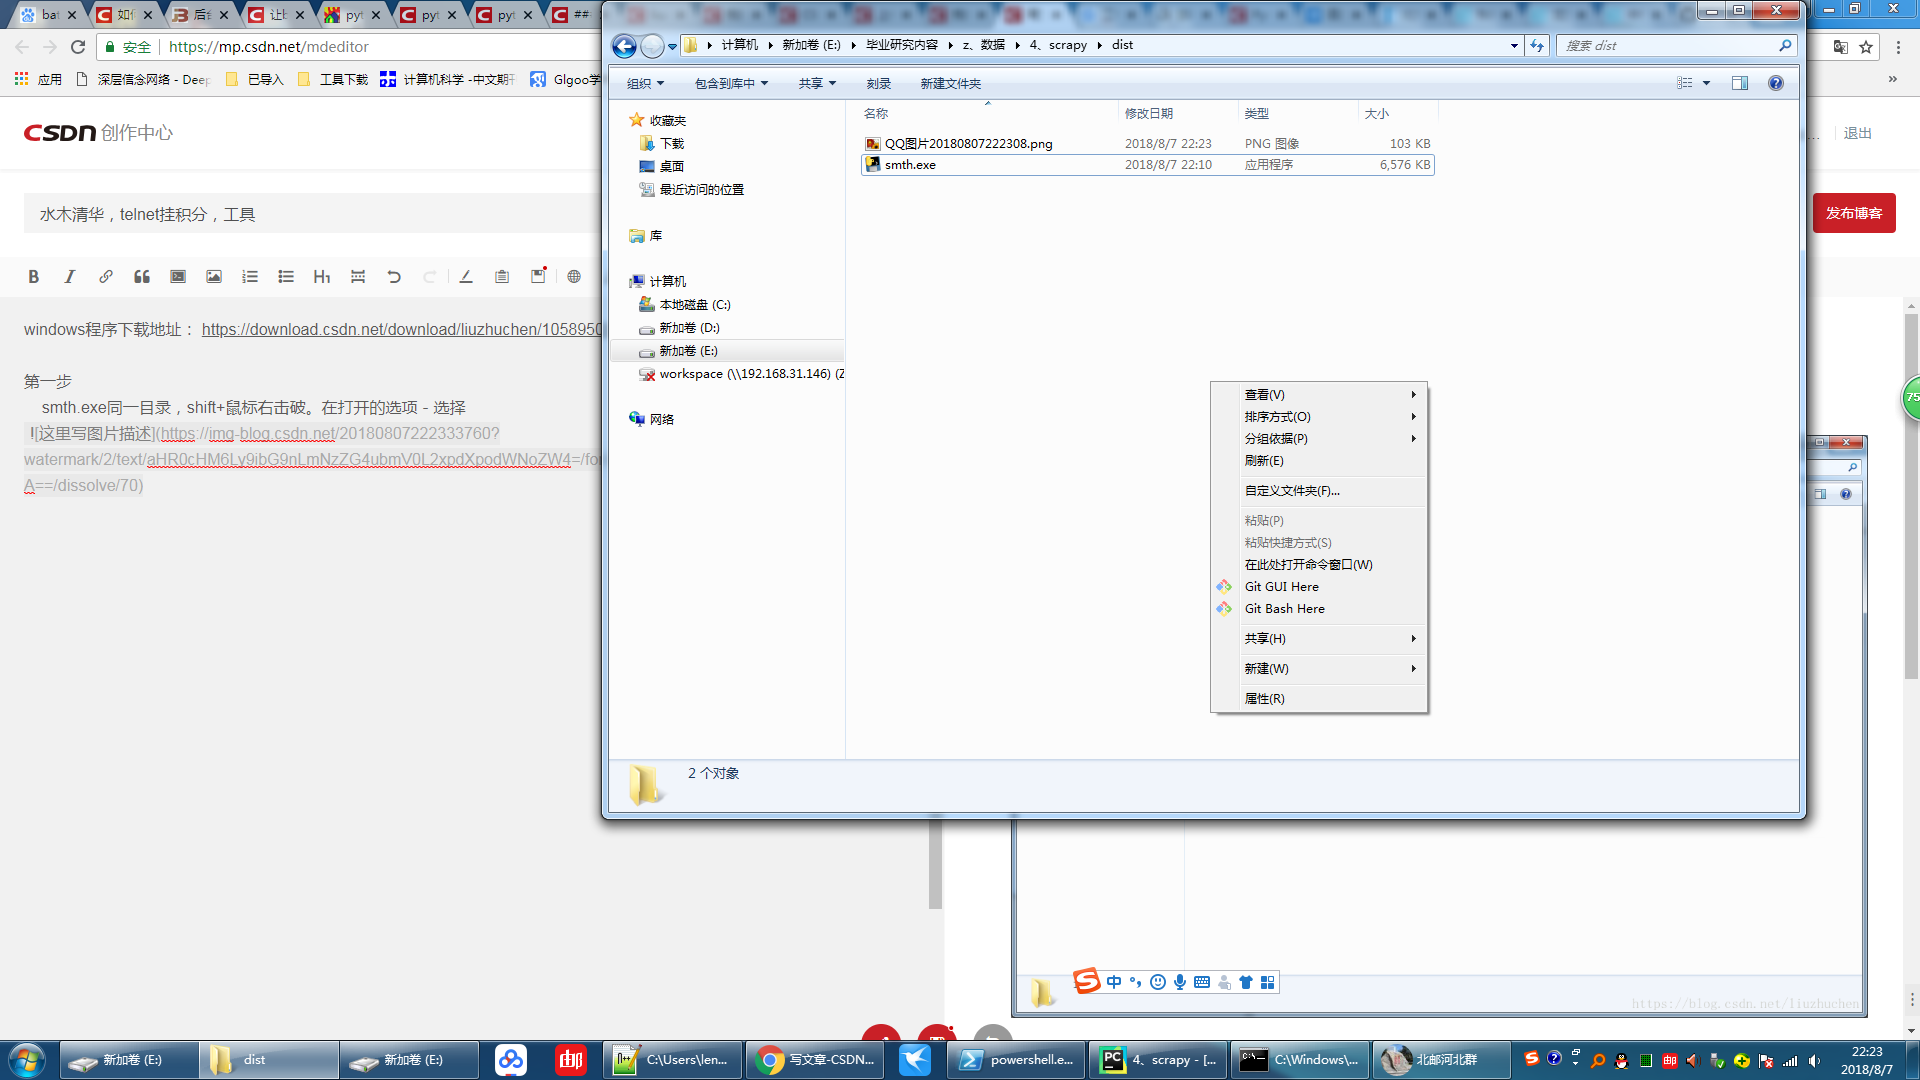 bat
如何
后台
让b
pyt
pyt
pyt
##
安全
https://mp.csdn.net/mdeditor
应用
深层信念网络 - Deep
已导入
工具下载
计算机科学 -中文期刊
Glgoo学
CSDN 创作中心
退出
水木清华，telnet挂积分，工具
发布博客
B
I
H1
windows程序下载地址： https://download.csdn.net/download/liuzhuchen/1058950
第一步
smth.exe同一目录，shift+鼠标右击破。在打开的选项 - 选择
![这里写图片描述](https://img-blog.csdn.net/20180807222333760?
watermark/2/text/aHR0cHM6Ly9ibG9nLmNzZG4ubmV0L2xpdXpodWNoZW4=/fo
A==/dissolve/70)
计算机
新加卷 (E:)
毕业研究内容
z、数据
4、scrapy
dist
搜索 dist
组织
包含到库中
共享
刻录
新建文件夹
名称
修改日期
类型
大小
QQ图片20180807222308.png
2018/8/7 22:23
PNG 图像
103 KB
smth.exe
2018/8/7 22:10
应用程序
6,576 KB
收藏夹
下载
桌面
最近访问的位置
库
计算机
本地磁盘 (C:)
新加卷 (D:)
新加卷 (E:)
workspace (\\192.168.31.146) (Z
网络
查看(V)
排序方式(O)
分组依据(P)
刷新(E)
自定义文件夹(F)...
粘贴(P)
粘贴快捷方式(S)
在此处打开命令窗口(W)
Git GUI Here
Git Bash Here
共享(H)
新建(W)
属性(R)
2 个对象
75
中
https://blog.csdn.net/liuzhuchen
新加卷 (E:)
dist
新加卷 (E:)
C:\Users\len...
写文章-CSDN...
powershell.e...
4、scrapy - [...
C:\Windows\...
北邮河北群
22:23
2018/8/7